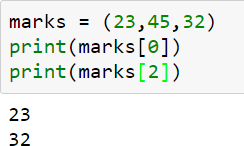 marks = (23,45,32)
print(marks[0])
print(marks[2])
23
32